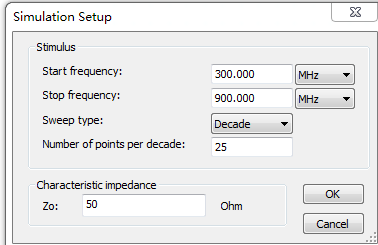 Simulation Setup
Stimulus
Start frequency: 300.000 MHz
Stop frequency: 900.000 MHz
Sweep type: Decade
Number of points per decade: 25
Characteristic impedance
Zo: 50 Ohm
OK
Cancel